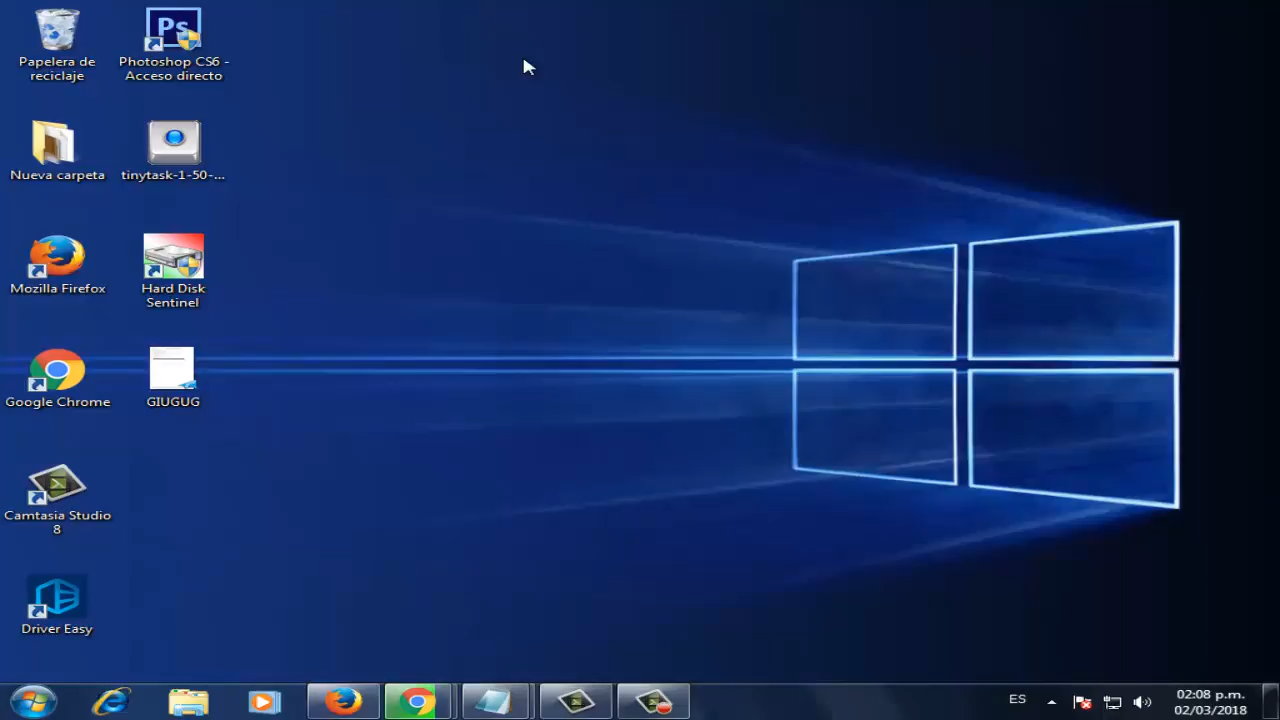 Papelera de
reciclaje
Ps
Photoshop CS6 -
Acceso directo
Nueva carpeta
tinytask-1-50-...
Mozilla Firefox
Hard Disk
Sentinel
Google Chrome
GIUGUG
Camtasia Studio
8
Driver Easy
ES
02:08 p.m.
02/03/2018